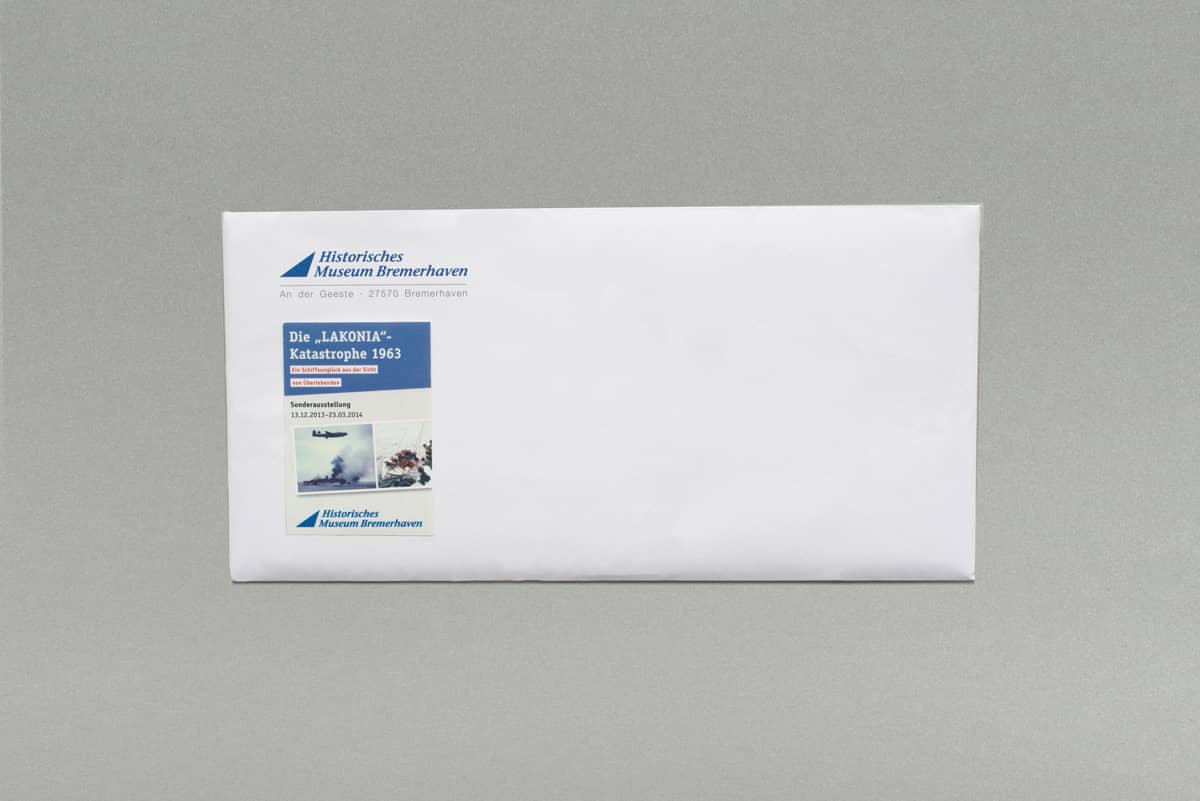 Historisches
Museum Bremerhaven
An der Geeste · 27570 Bremerhaven
Die „LAKONIA“-
Katastrophe 1963
Ein Schiffsunglück aus der Sicht
von Überlebenden
Sonderausstellung
13.12.2013–23.03.2014
Historisches
Museum Bremerhaven